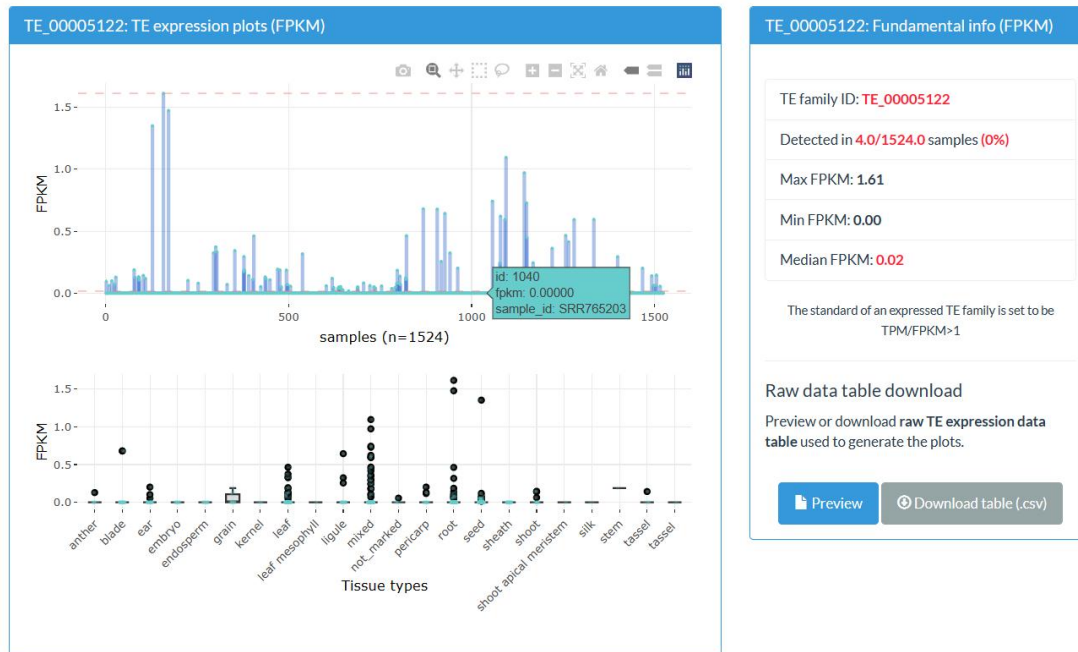 TE_00005122: TE expression plots (FPKM)
1.5
1.0
0.5
0.0
FPKM
id: 1040
fpkm: 0.00000
sample_id: SRR765203
0
500
1000
1500
samples (n=1524)
1.5
1.0
0.5
0.0
FPKM
anther
blade
ear
embryo
endosperm
grain
kernel
leaf
leaf mesophyll
ligule
mixed
not_marked
pericarp
root
seed
sheath
shoot
shoot apical meristem
silk
stem
tassel
tassel
Tissue types
TE_00005122: Fundamental info (FPKM)
TE family ID: TE_00005122
Detected in 4.0/1524.0 samples (0%)
Max FPKM: 1.61
Min FPKM: 0.00
Median FPKM: 0.02
The standard of an expressed TE family is set to be
TPM/FPKM>1
Raw data table download
Preview or download raw TE expression data
table used to generate the plots.
Preview
Download table (.csv)